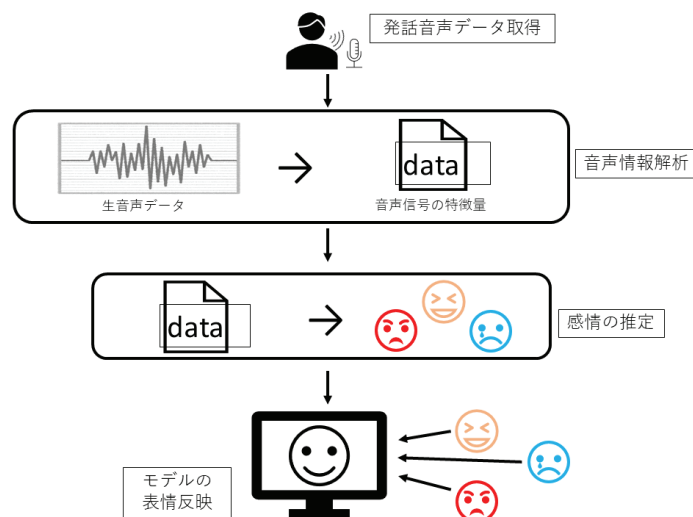 発話音声データ取得
data
生音声データ
音声信号の特徴量
音声情報解析
data
感情の推定
モデルの
表情反映